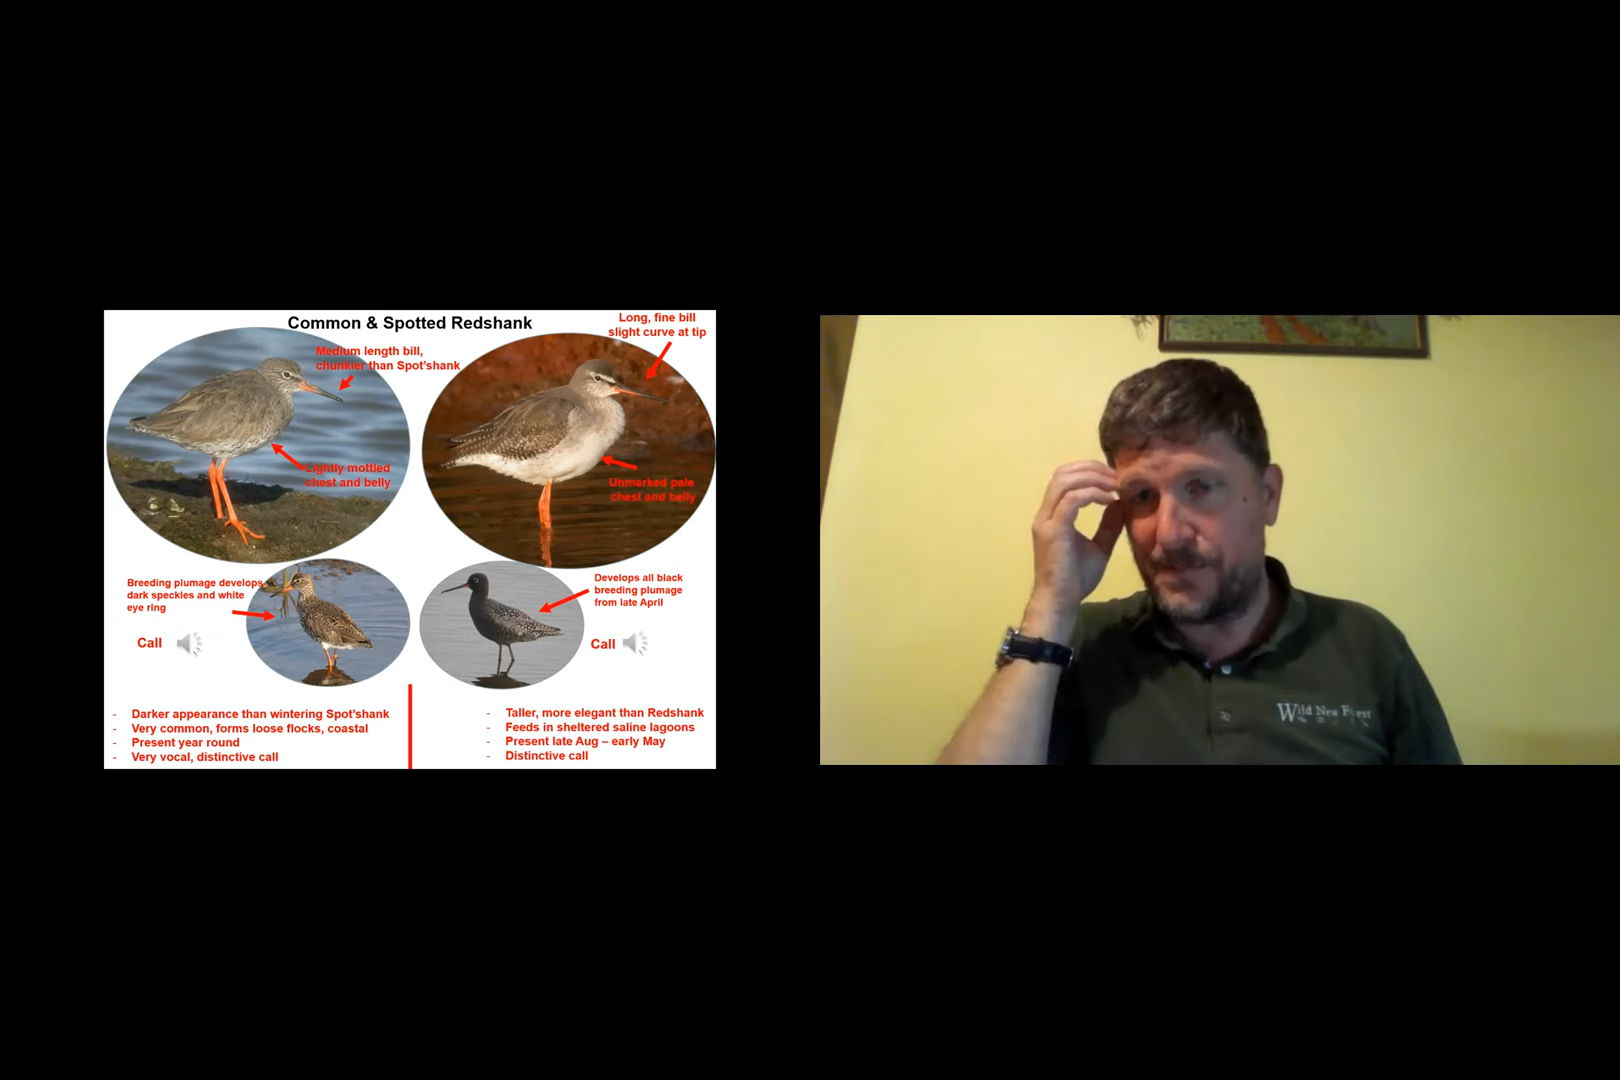 Common & Spotted Redshank
Long, fine bill
slight curve at tip
Medium length bill,
chunkier than Spot'shank
Lightly mottled
chest and belly
Unmarked pale
chest and belly
Breeding plumage develops
dark speckles and white
eye ring
Develops all black
breeding plumage
from late April
Call
Call
- Darker appearance than wintering Spot'shank
- Very common, forms loose flocks, coastal
- Present year round
- Very vocal, distinctive call
- Taller, more elegant than Redshank
- Feeds in sheltered saline lagoons
- Present late Aug – early May
- Distinctive call
Wild New Forest